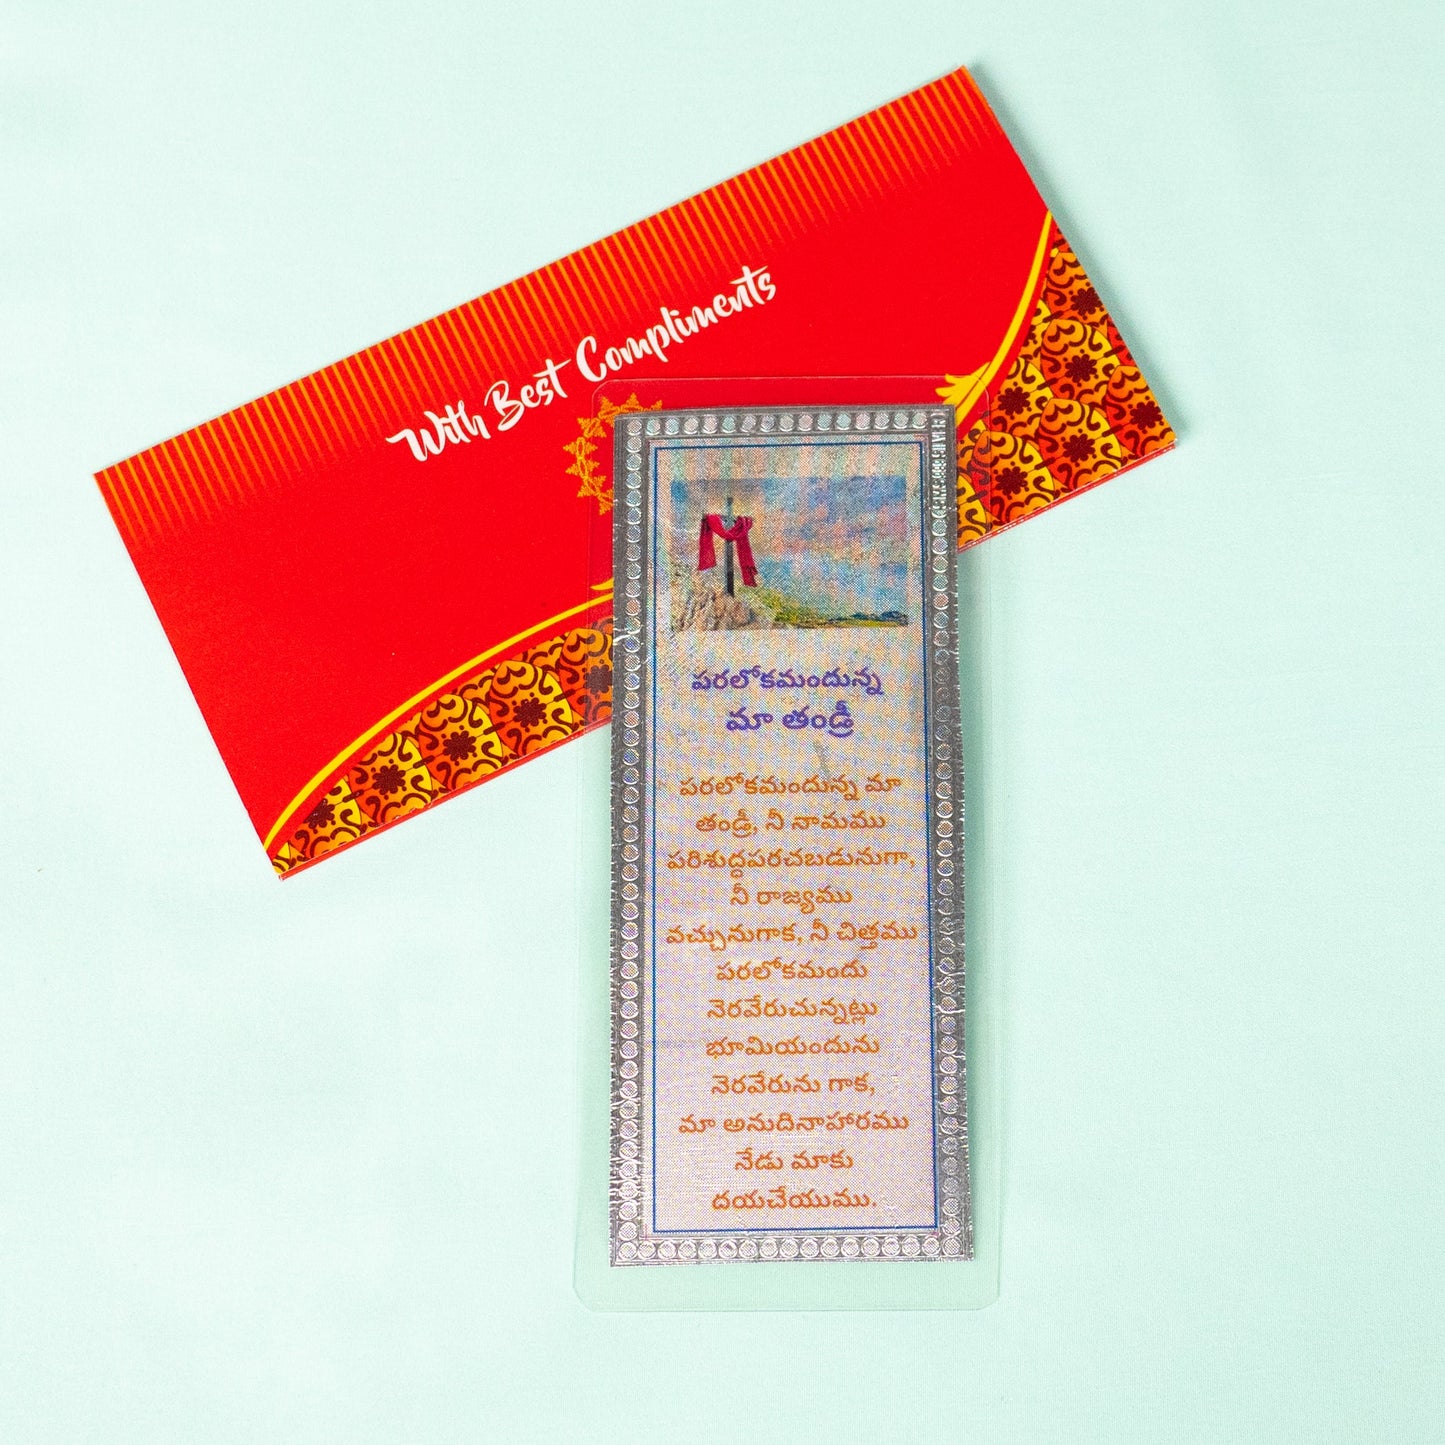 With Best Compliments
పరలోకమందున్న
మా తండ్రీ
పరలోకమందున్న మా
తండ్రీ, నీ నామము
పరిశుద్ధపరచబడునుగా,
నీ రాజ్యము
వచ్చునుగాక, నీ చిత్తము
పరలోకమందు
నెరవేరుచున్నట్లు
భూమియందును
నెరవేరును గాక,
మా అనుదినాహారము
నేడు మాకు
దయచేయుము.